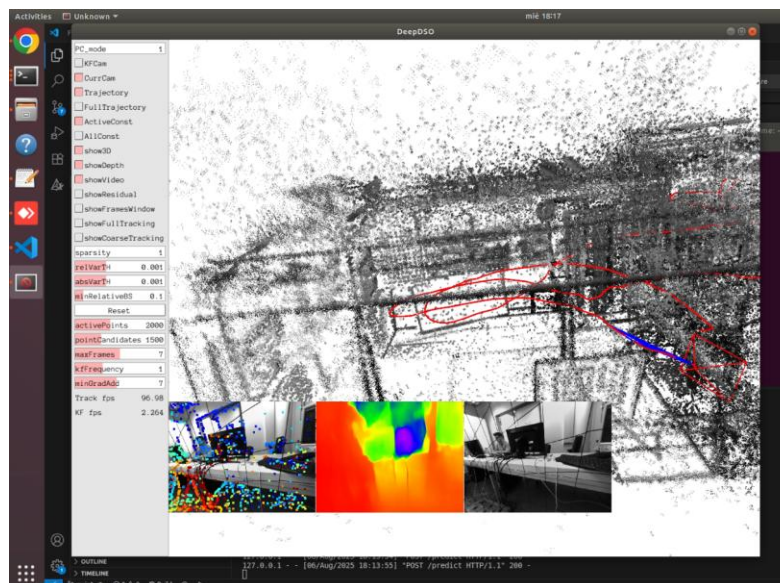 Activities
Unknown
mié 18:17
DeepDSO
PC_mode 1
KFCam
CurrCam
Trajectory
FullTrajectory
ActiveConst
AllConst
show3D
showDepth
showVideo
showResidual
showFramesWindow
showFullTracking
showCoarseTracking
sparsity 1
relVarTH 0.001
absVarTH 0.001
minRelativeBS 0.1
Reset
activePoints 2000
pointCandidates 1500
maxFrames 7
kfFrequency 1
minGradAdd 7
Track fps 96.98
KF fps 2.264
> OUTLINE
> TIMELINE
127.0.0.1 - - [06/Aug/2025 18:13:55] "POST /predict HTTP/1.1" 200 -